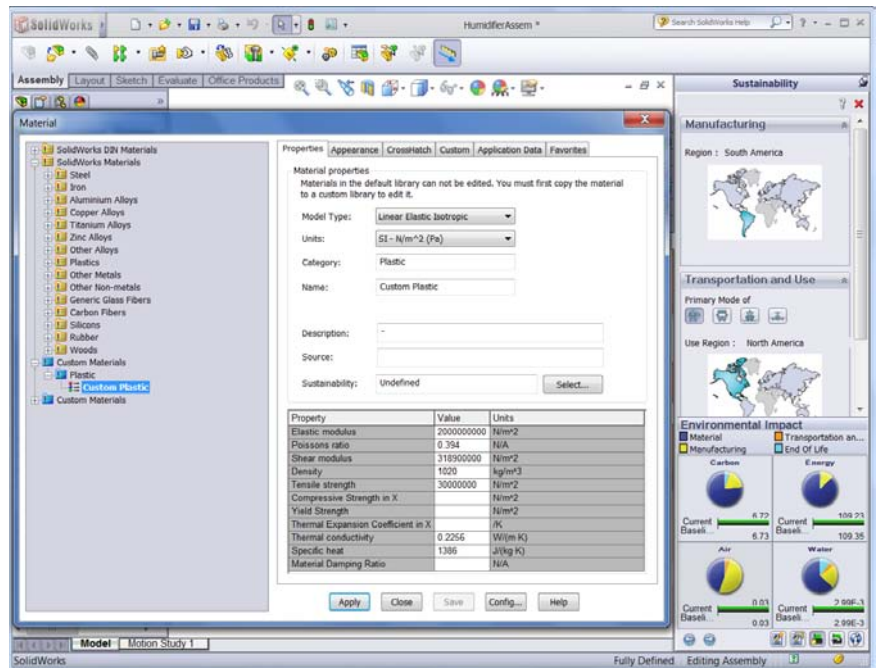 SolidWorks
HumidifierAssem *
Search SolidWorks Help
Assembly Layout Sketch Evaluate Office Products
Sustainability
Material
Manufacturing
Region : South America
SolidWorks DIN Materials
SolidWorks Materials
Steel
Iron
Aluminium Alloys
Copper Alloys
Titanium Alloys
Zinc Alloys
Other Alloys
Plastics
Other Metals
Other Non-metals
Generic Glass Fibers
Carbon Fibers
Silicons
Rubber
Woods
Custom Materials
Plastic
Custom Plastic
Custom Materials
Properties Appearance CrossHatch Custom Application Data Favorites
Material properties
Materials in the default library can not be edited. You must first copy the material
to a custom library to edit it.
Model Type: Linear Elastic Isotropic
Units: SI - N/m^2 (Pa)
Category: Plastic
Name: Custom Plastic
Description: -
Source:
Sustainability: Undefined Select...
Property Value Units
Elastic modulus 2000000000 N/m^2
Poissons ratio 0.394 N/A
Shear modulus 318900000 N/m^2
Density 1020 kg/m^3
Tensile strength 30000000 N/m^2
Compressive Strength in X N/m^2
Yield Strength N/m^2
Thermal Expansion Coefficient in X /K
Thermal conductivity 0.2256 W/(m·K)
Specific heat 1386 J/(kg·K)
Material Damping Ratio N/A
Apply Close Save Config... Help
Transportation and Use
Primary Mode of
Use Region : North America
Environmental Impact
Material Transportation an...
Manufacturing End Of Life
Carbon Energy
Current 6.72 Current 109.23
Baseli... 6.73 Baseli... 109.35
Air Water
Current 0.03 Current 2.99E-3
Baseli... 0.03 Baseli... 2.99E-3
Model Motion Study 1
SolidWorks Fully Defined Editing Assembly